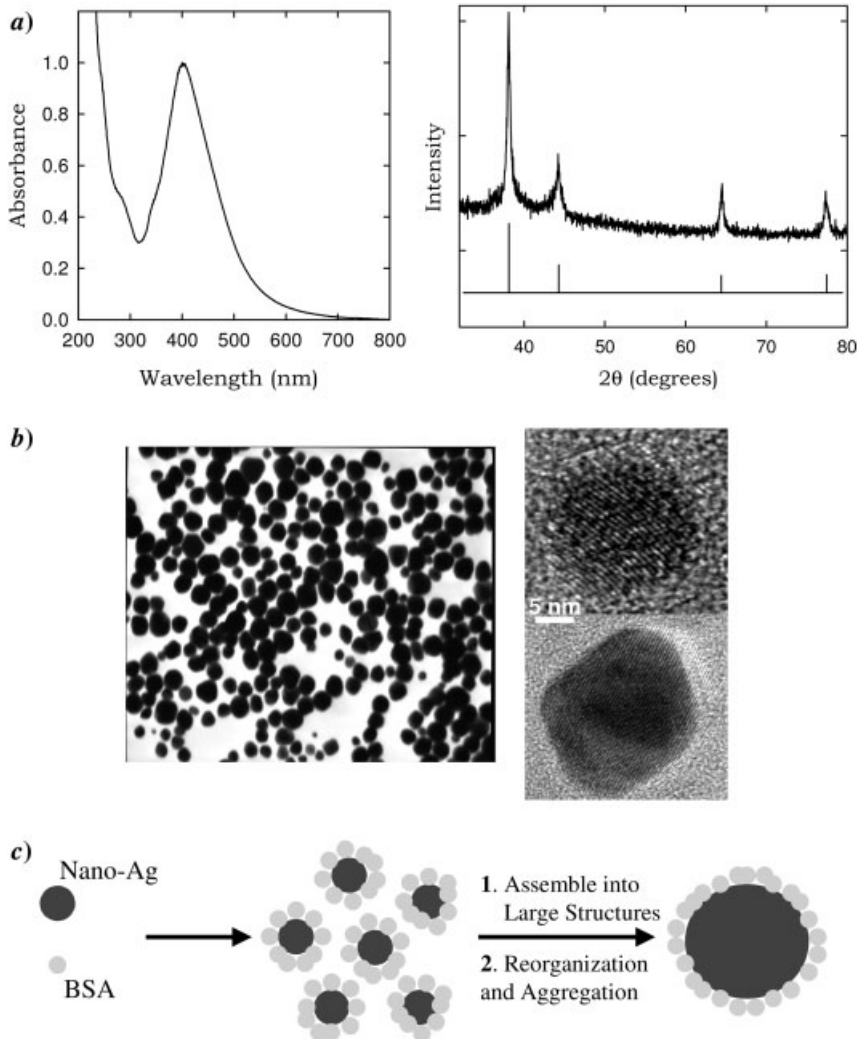 a)
1.0
0.8
0.6
0.4
0.2
0.0
Absorbance
200 300 400 500 600 700 800
Wavelength (nm)
Intensity
40 50 60 70 80
2θ (degrees)
b)
5 nm
c)
Nano-Ag
BSA
1. Assemble into
Large Structures
2. Reorganization
and Aggregation